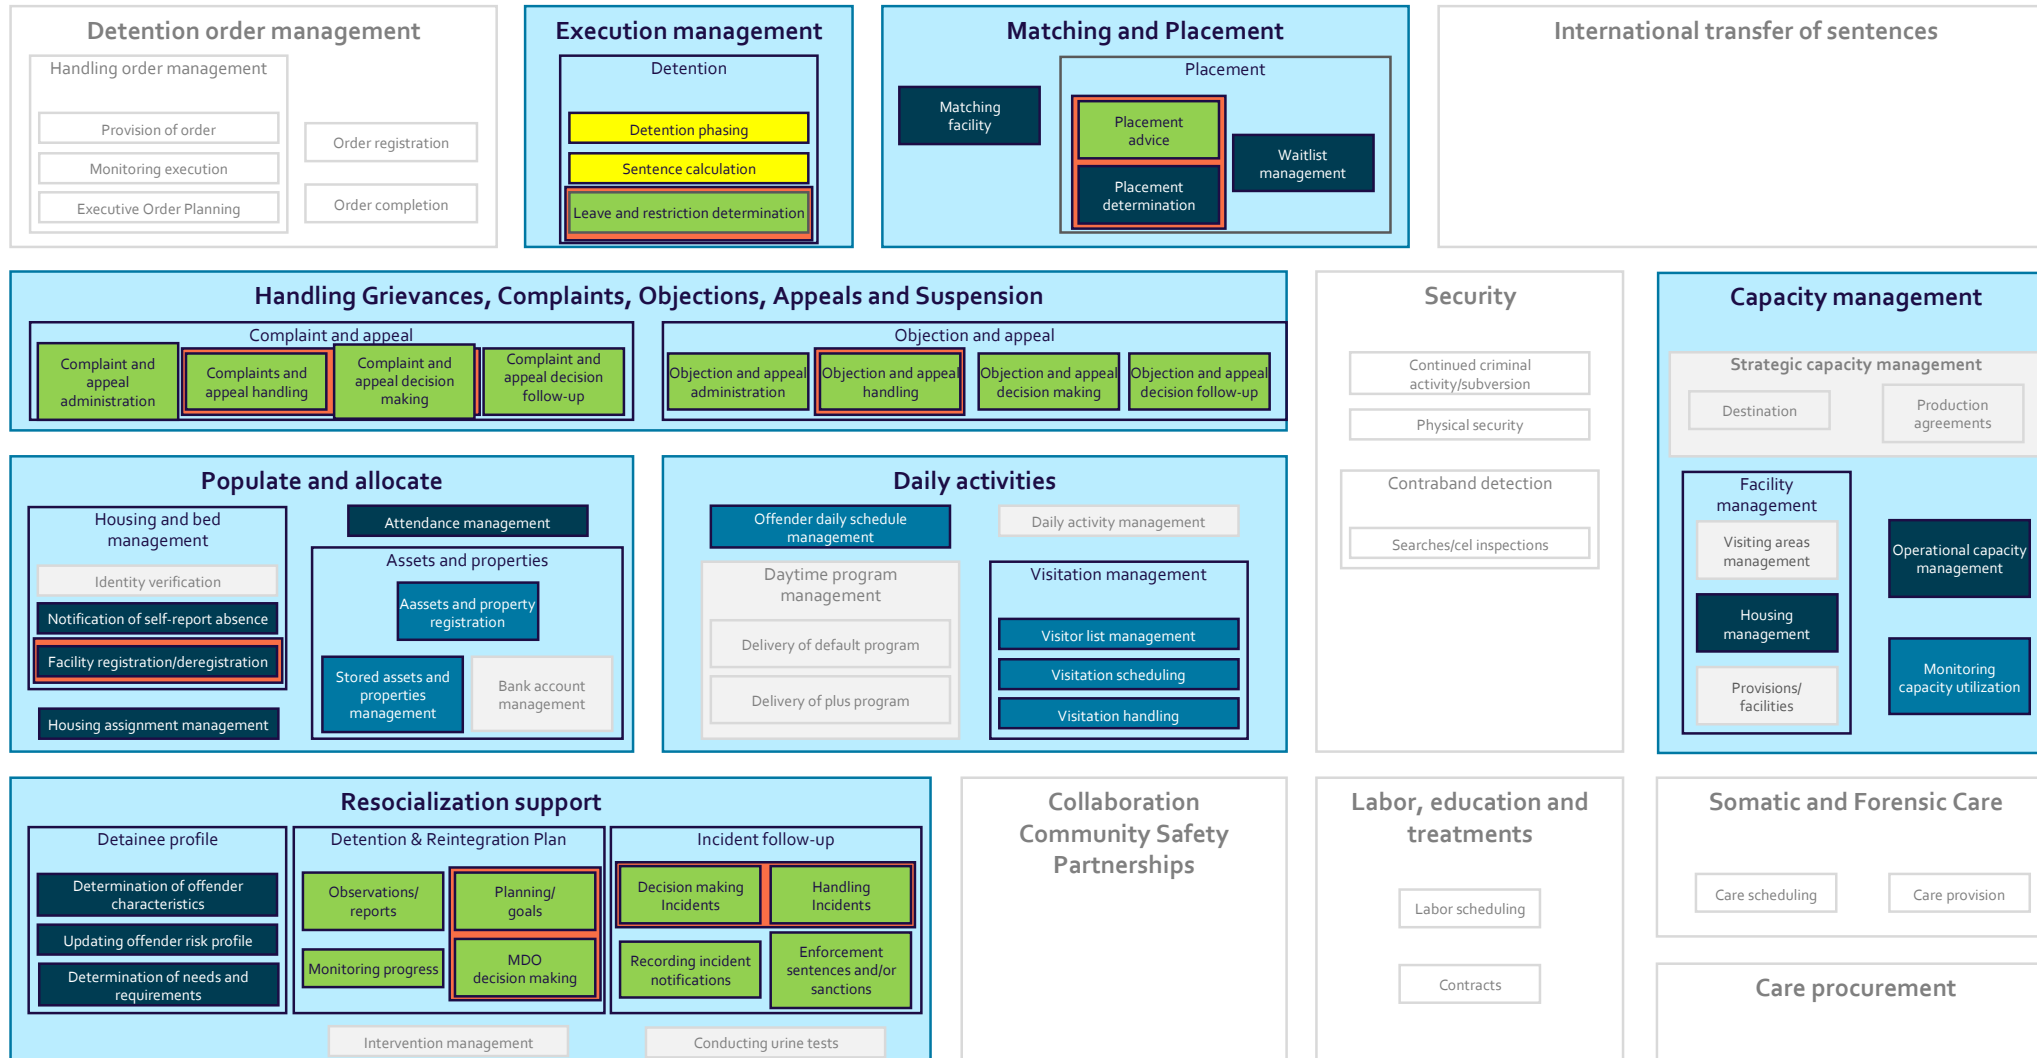 Detention order management
Handling order management
Provision of order
Monitoring execution
Executive Order Planning
Order registration
Order completion
Execution management
Detention
Detention phasing
Sentence calculation
Leave and restriction determination
Matching and Placement
Matching
facility
Placement
Placement
advice
Placement
determination
Waitlist
management
International transfer of sentences
Handling Grievances, Complaints, Objections, Appeals and Suspension
Complaint and appeal
Complaint and
appeal
administration
Complaints and
appeal handling
Complaint and
appeal decision
making
Complaint and
appeal decision
follow-up
Objection and appeal
Objection and appeal
administration
Objection and appeal
handling
Objection and appeal
decision making
Objection and appeal
decision follow-up
Security
Continued criminal
activity/subversion
Physical security
Contraband detection
Searches/cel inspections
Capacity management
Strategic capacity management
Destination
Production
agreements
Facility
management
Visiting areas
management
Housing
management
Provisions/
facilities
Operational capacity
management
Monitoring
capacity utilization
Populate and allocate
Housing and bed
management
Identity verification
Notification of self-report absence
Facility registration/deregistration
Housing assignment management
Attendance management
Assets and properties
Aassets and property
registration
Stored assets and
properties
management
Bank account
management
Daily activities
Offender daily schedule
management
Daily activity management
Daytime program
management
Delivery of default program
Delivery of plus program
Visitation management
Visitor list management
Visitation scheduling
Visitation handling
Resocialization support
Detainee profile
Determination of offender
characteristics
Updating offender risk profile
Determination of needs and
requirements
Detention & Reintegration Plan
Observations/
reports
Planning/
goals
Monitoring progress
MDO
decision making
Incident follow-up
Decision making
Incidents
Handling
Incidents
Recording incident
notifications
Enforcement
sentences and/or
sanctions
Intervention management
Conducting urine tests
Collaboration
Community Safety
Partnerships
Labor, education and
treatments
Labor scheduling
Contracts
Somatic and Forensic Care
Care scheduling
Care provision
Care procurement